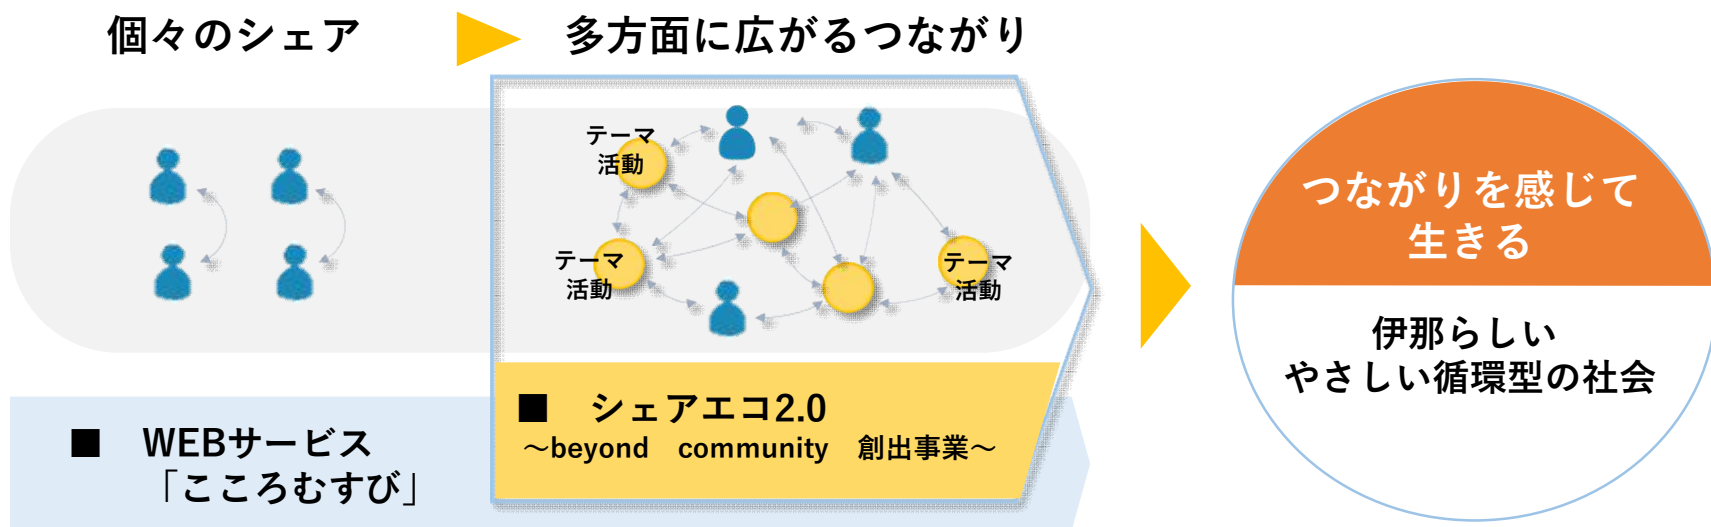 個々のシェア
多方面に広がるつながり
テーマ
活動
テーマ
活動
テーマ
活動
■ シェアエコ2.0
～beyond community 創出事業～
■ WEBサービス
「こころむすび」
つながりを感じて
生きる
伊那らしい
やさしい循環型の社会